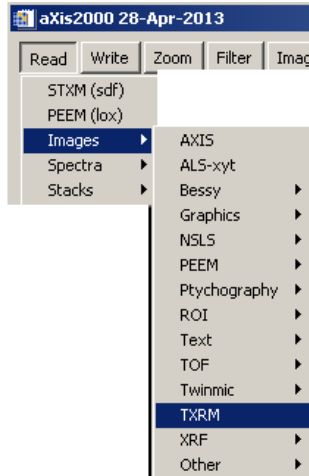 aXis2000 28-Apr-2013
Read Write Zoom Filter Imag
STXM (sdf)
PEEM (lox)
Images
Spectra
Stacks
AXIS
ALS-xyt
Bessy
Graphics
NSLS
PEEM
Ptychography
ROI
Text
TOF
Twinmic
TXRM
XRF
Other